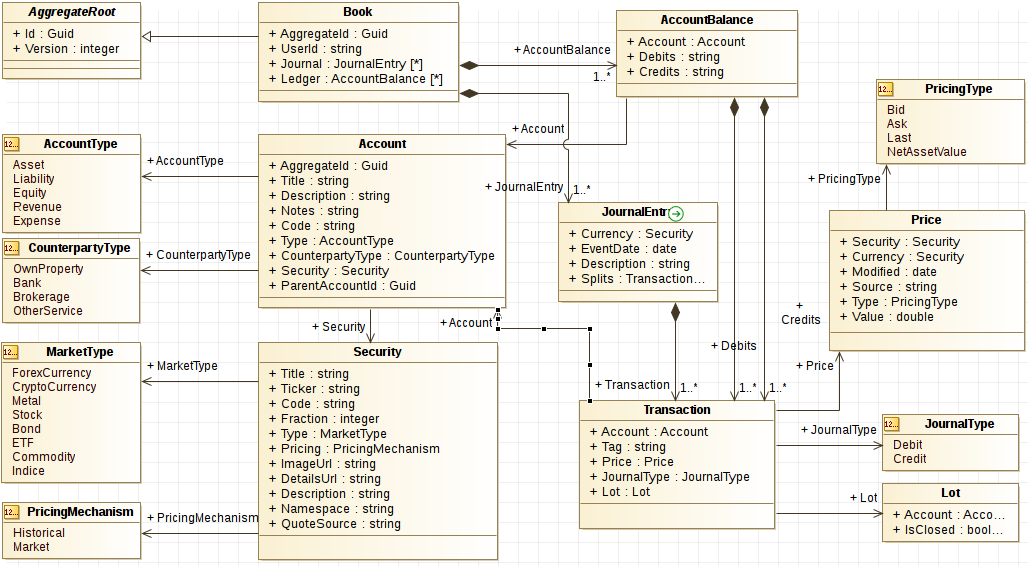 AggregateRoot
+ Id : Guid
+ Version : integer
Book
+ AggregateId : Guid
+ UserId : string
+ Journal : JournalEntry [*]
+ Ledger : AccountBalance [*]
+ AccountBalance
1..*
AccountBalance
+ Account : Account
+ Debits : string
+ Credits : string
12...
PricingType
Bid
Ask
Last
NetAssetValue
12...
AccountType
Asset
Liability
Equity
Revenue
Expense
+ AccountType
Account
+ AggregateId : Guid
+ Title : string
+ Description : string
+ Notes : string
+ Code : string
+ Type : AccountType
+ CounterpartyType : CounterpartyType
+ Security : Security
+ ParentAccountId : Guid
+ Account
+ JournalEntry
1..*
+ PricingType
JournalEntr
+ Currency : Security
+ EventDate : date
+ Description : string
+ Splits : Transaction...
Price
+ Security : Security
+ Currency : Security
+ Modified : date
+ Source : string
+ Type : PricingType
+ Value : double
12...
CounterpartyType
OwnProperty
Bank
Brokerage
OtherService
+ CounterpartyType
+ Security
+ Account
+
Credits
+ Debits
+ Price
12...
MarketType
ForexCurrency
CryptoCurrency
Metal
Stock
Bond
ETF
Commodity
Indice
+ MarketType
Security
+ Title : string
+ Ticker : string
+ Code : string
+ Fraction : integer
+ Type : MarketType
+ Pricing : PricingMechanism
+ ImageUrl : string
+ DetailsUrl : string
+ Description : string
+ Namespace : string
+ QuoteSource : string
+ Transaction
1..*
1..*
1..*
Transaction
+ Account : Account
+ Tag : string
+ Price : Price
+ JournalType : JournalType
+ Lot : Lot
+ JournalType
12...
JournalType
Debit
Credit
12...
PricingMechanism
Historical
Market
+ PricingMechanism
+ Lot
Lot
+ Account : Acco...
+ IsClosed : bool...